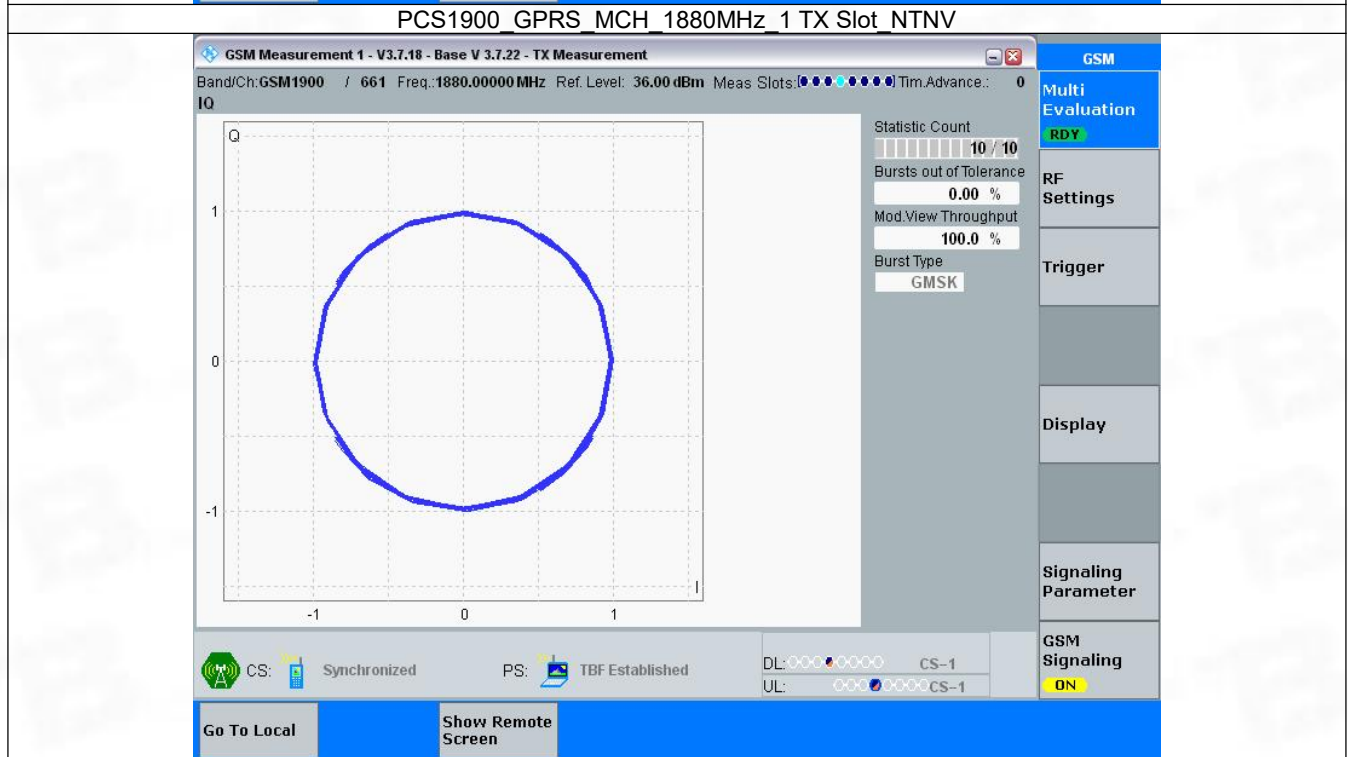 PCS1900_GPRS_MCH_1880MHz_1 TX Slot_NTNV
GSM Measurement 1 - V3.7.18 - Base V 3.7.22 - TX Measurement
GSM
Band/Ch:GSM1900 / 661 Freq.:1880.00000 MHz Ref. Level: 36.00 dBm Meas Slots: Tim.Advance.: 0
IQ
Multi
Evaluation
RDY
Q
Statistic Count
10 / 10
Bursts out of Tolerance
0.00 %
Mod.View Throughput
100.0 %
Burst Type
GMSK
RF
Settings
Trigger
Display
Signaling
Parameter
GSM
Signaling
ON
1
0
-1
I
-1 0 1
CS: Synchronized PS: TBF Established
DL: CS-1
UL: CS-1
Go To Local
Show Remote
Screen